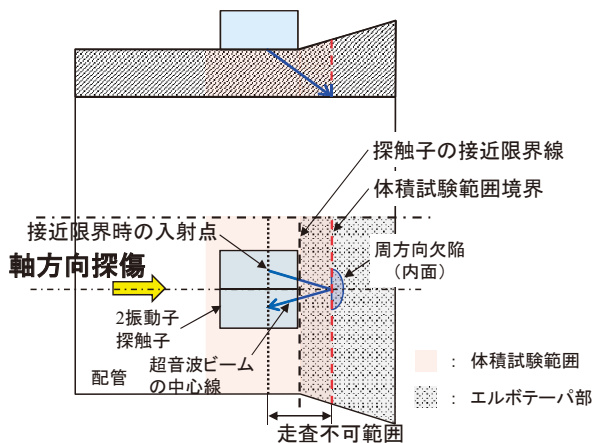 探触子の接近限界線
体積試験範囲境界
接近限界時の入射点
周方向欠陥
（内面）
軸方向探傷
2振動子
探触子
超音波ビーム
の中心線
配管
： 体積試験範囲
： エルボテーパ部
走査不可範囲